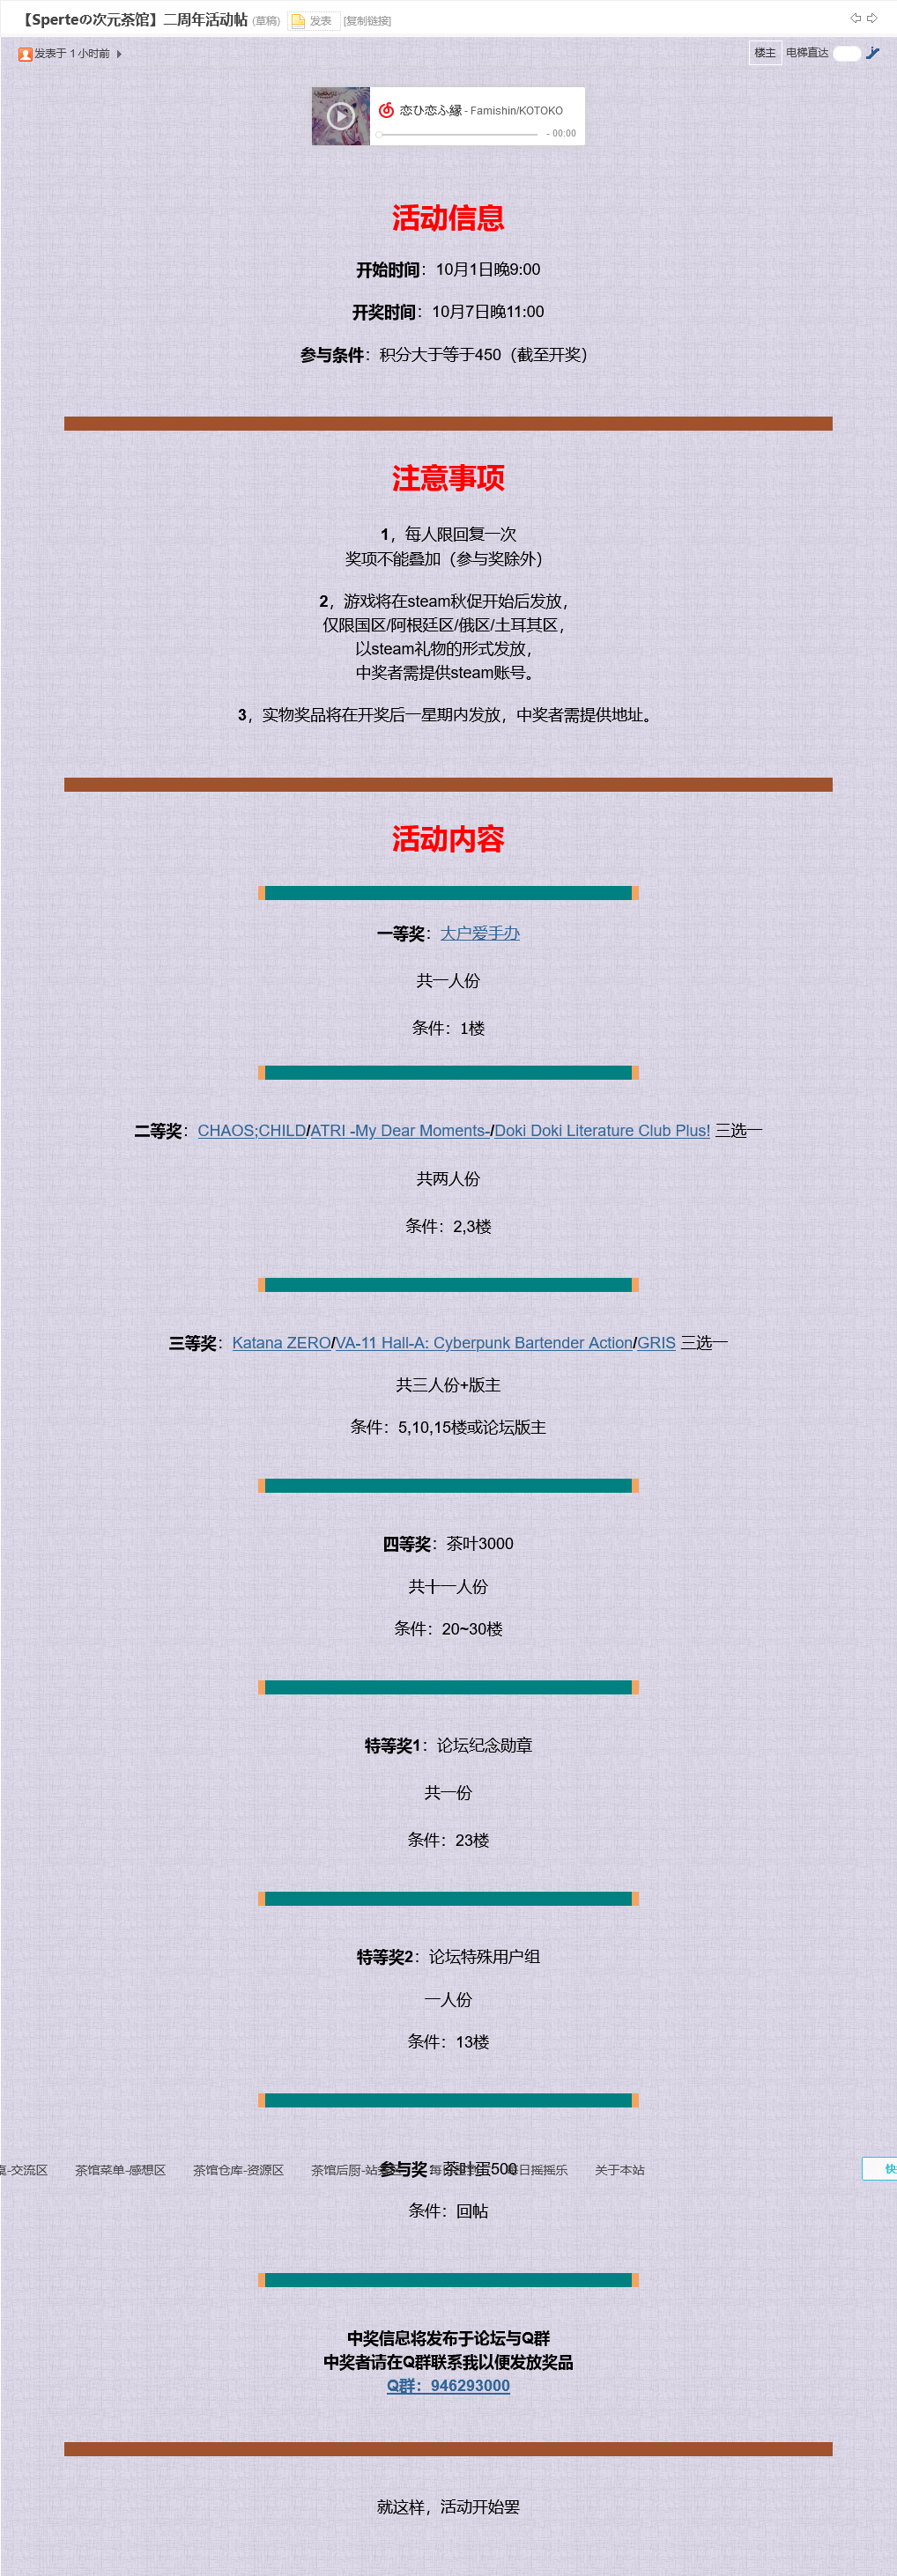 【Sperteの次元茶馆】二周年活动帖 (草稿) 发表 [复制链接]
发表于 1 小时前
楼主 电梯直达
恋ひ恋ふ縁 - Famishin/KOTOKO
- 00:00
活动信息
开始时间：10月1日晚9:00
开奖时间：10月7日晚11:00
参与条件：积分大于等于450（截至开奖）
注意事项
1，每人限回复一次
奖项不能叠加（参与奖除外）
2，游戏将在steam秋促开始后发放，
仅限国区/阿根廷区/俄区/土耳其区，
以steam礼物的形式发放，
中奖者需提供steam账号。
3，实物奖品将在开奖后一星期内发放，中奖者需提供地址。
活动内容
一等奖：大户爱手办
共一人份
条件：1楼
二等奖：CHAOS;CHILD/ATRI -My Dear Moments-/Doki Doki Literature Club Plus! 三选一
共两人份
条件：2,3楼
三等奖：Katana ZERO/VA-11 Hall-A: Cyberpunk Bartender Action/GRIS 三选一
共三人份+版主
条件：5,10,15楼或论坛版主
四等奖：茶叶3000
共十一人份
条件：20~30楼
特等奖1：论坛纪念勋章
共一份
条件：23楼
特等奖2：论坛特殊用户组
一人份
条件：13楼
-交流区 茶馆菜单-感想区 茶馆仓库-资源区 茶馆后厨-站 每日摇摇乐 关于本站 快
参与奖：茶叶蛋500
条件：回帖
中奖信息将发布于论坛与Q群
中奖者请在Q群联系我以便发放奖品
Q群：946293000
就这样，活动开始罢